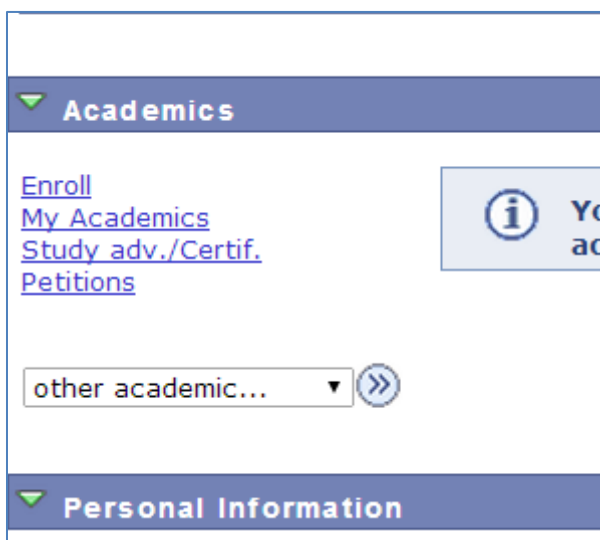 Academics
Enroll
My Academics
Study adv./Certif.
Petitions
other academic...
Personal Information